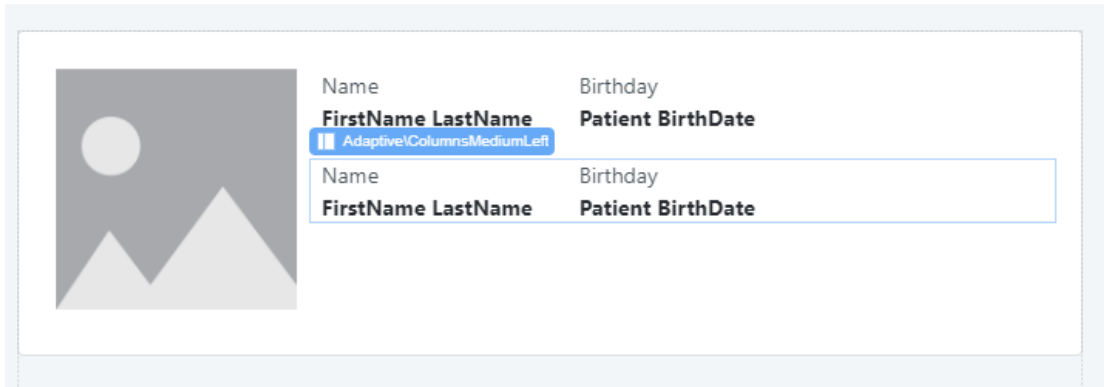 Name Birthday
FirstName LastName Patient BirthDate
Adaptive\ColumnsMediumLeft
Name Birthday
FirstName LastName Patient BirthDate